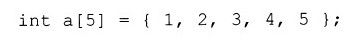 int a[5] = { 1, 2, 3, 4, 5 };